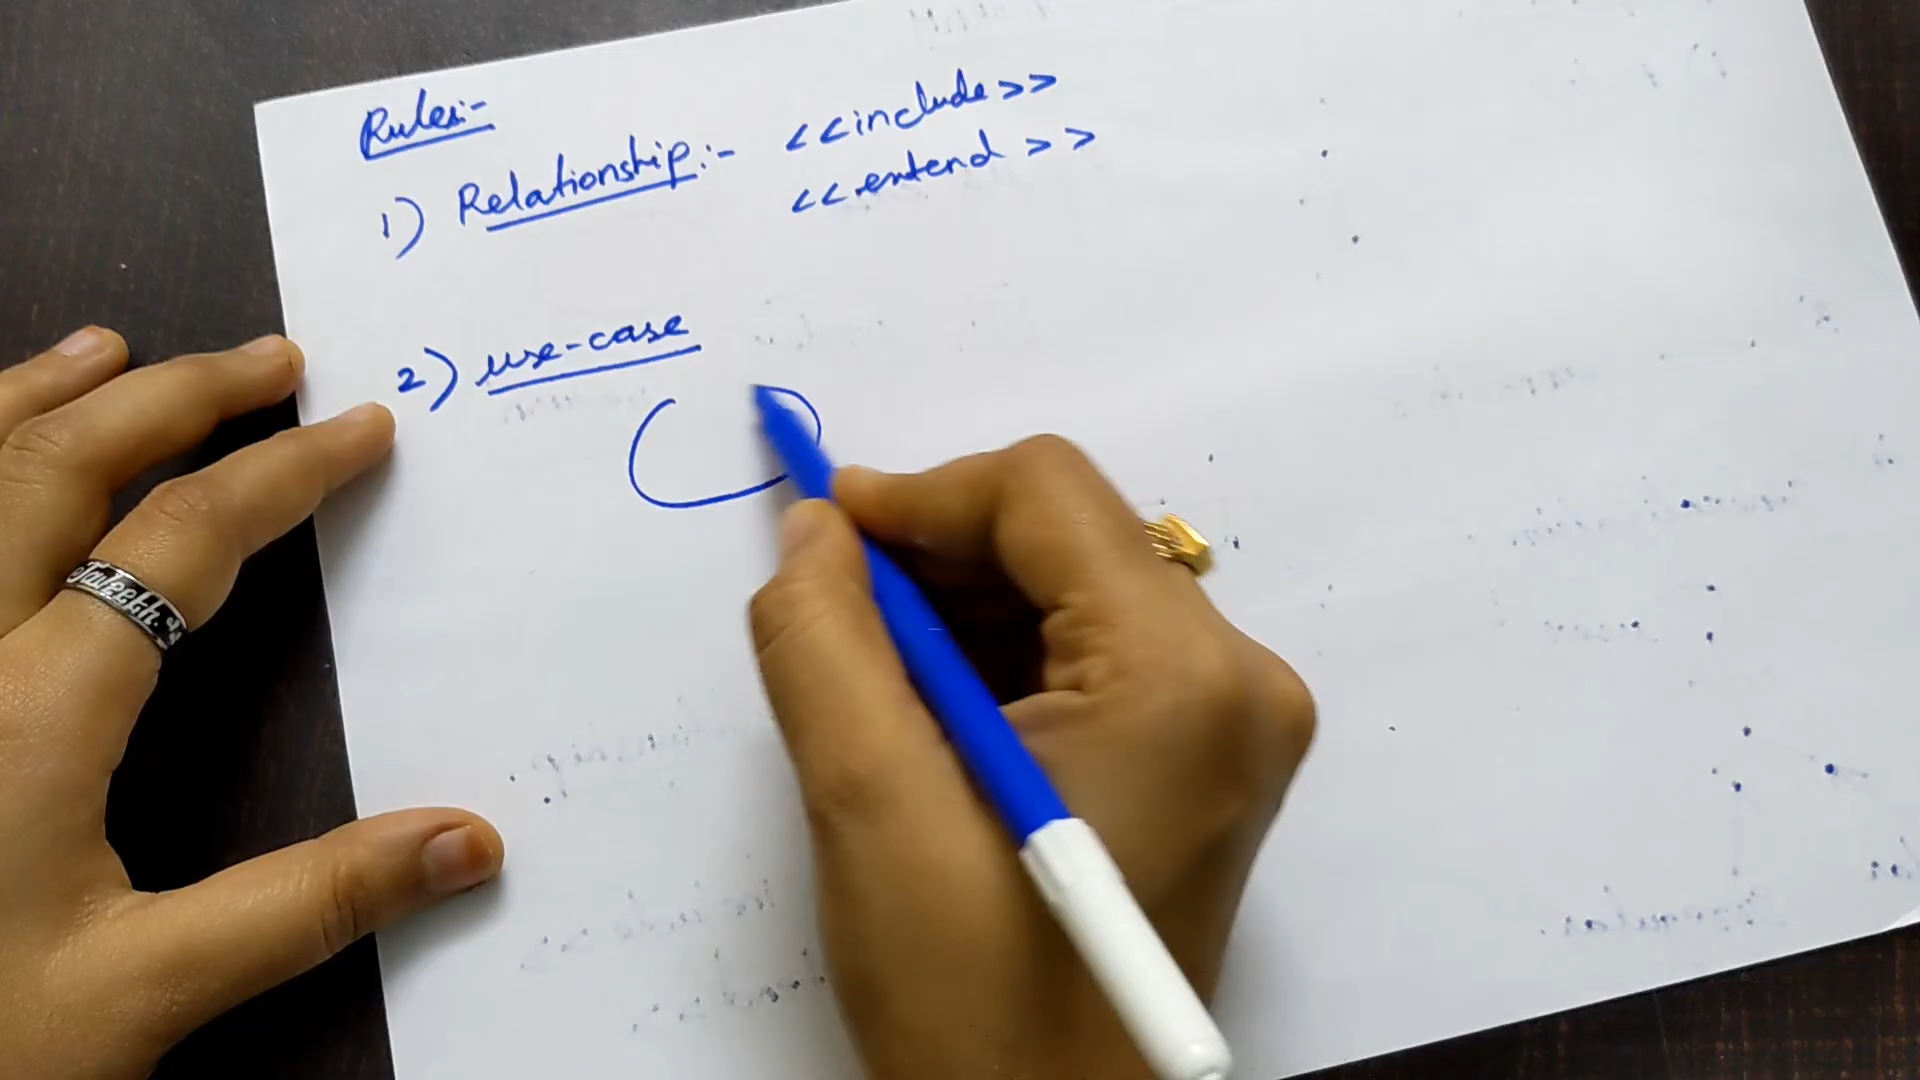 Rules:-
1) Relationship:- <<include>>
<<extend>>
2) use-case